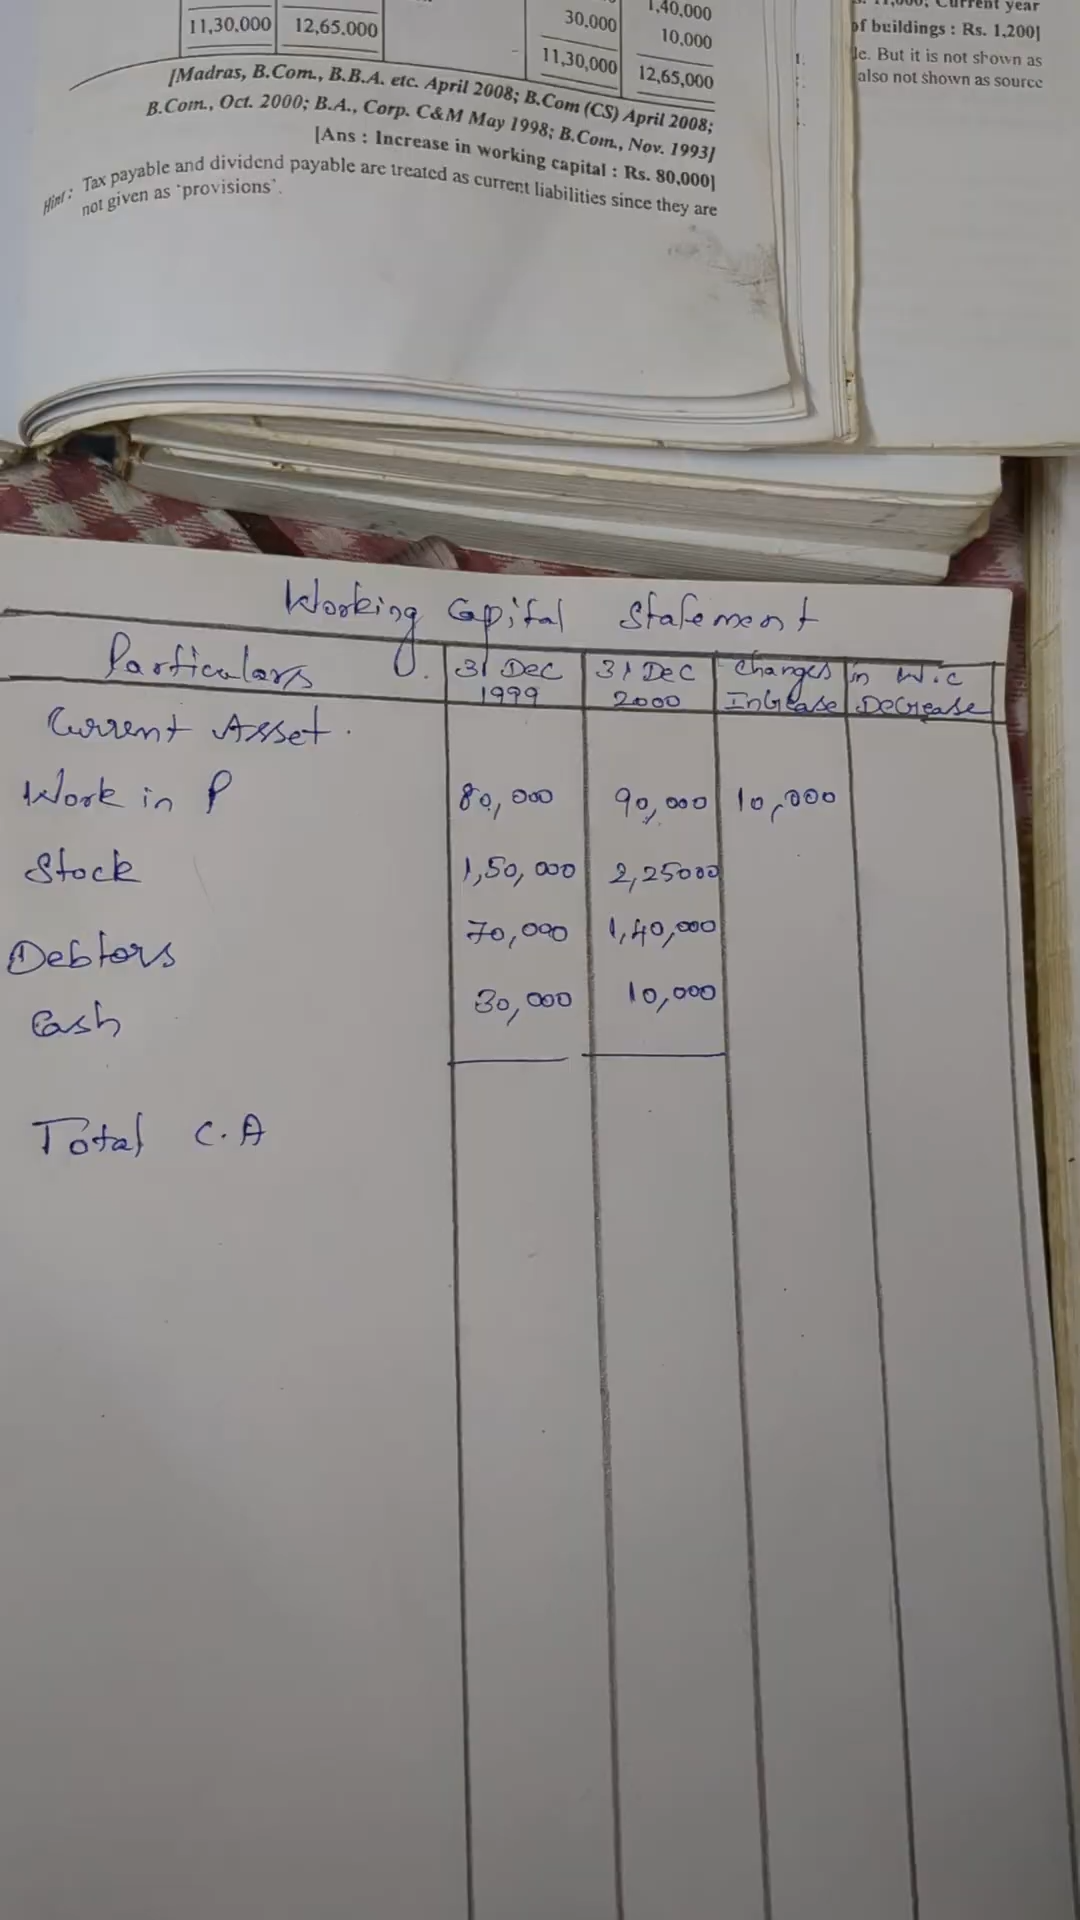 1,40,000
30,000
10,000
11,30,000 12,65.000
11,30,000 12,65,000
[Madras, B.Com., B.B.A. etc. April 2008; B.Com (CS) April 2008;
B.Com., Oct. 2000; B.A., Corp. C&M May 1998; B.Com., Nov. 1993]
[Ans : Increase in working capital : Rs. 80,000]
Hint : Tax payable and dividend payable are treated as current liabilities since they are
not given as 'provisions'.
Current year
of buildings : Rs. 1,200]
But it is not shown as
also not shown as source
Working Capital Statement
Particulars 31 Dec 1999 31 Dec 2000 Changes in W.C
Increase Decrease
Current Asset.
Work in P 80,000 90,000 10,000
Stock 1,50,000 2,25000
Debtors 70,000 1,40,000
Cash 30,000 10,000
Total C.A